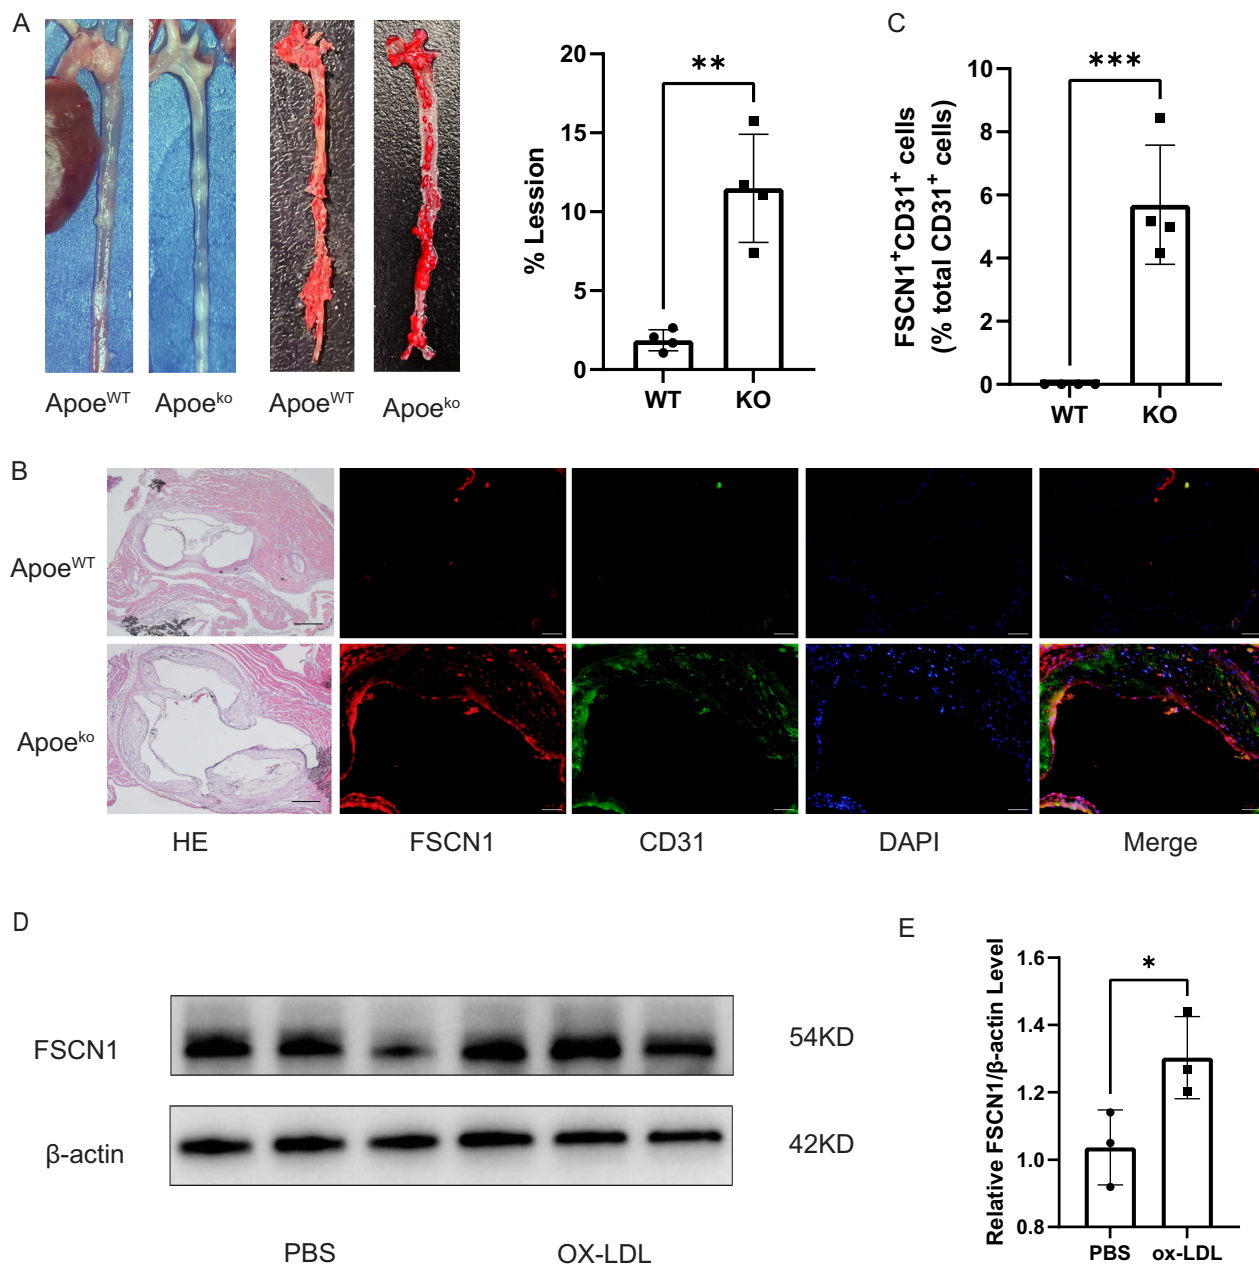 A
Apoe^WT
Apoe^ko
Apoe^WT
Apoe^ko
% Lession
20
15
10
5
0
**
WT
KO
C
FSCN1^+CD31^+ cells
(% total CD31^+ cells)
10
8
6
4
2
0
***
WT
KO
B
Apoe^WT
Apoe^ko
HE
FSCN1
CD31
DAPI
Merge
D
FSCN1
54KD
β-actin
42KD
PBS
OX-LDL
E
Relative FSCN1/β-actin Level
1.6
1.4
1.2
1.0
0.8
*
PBS
ox-LDL